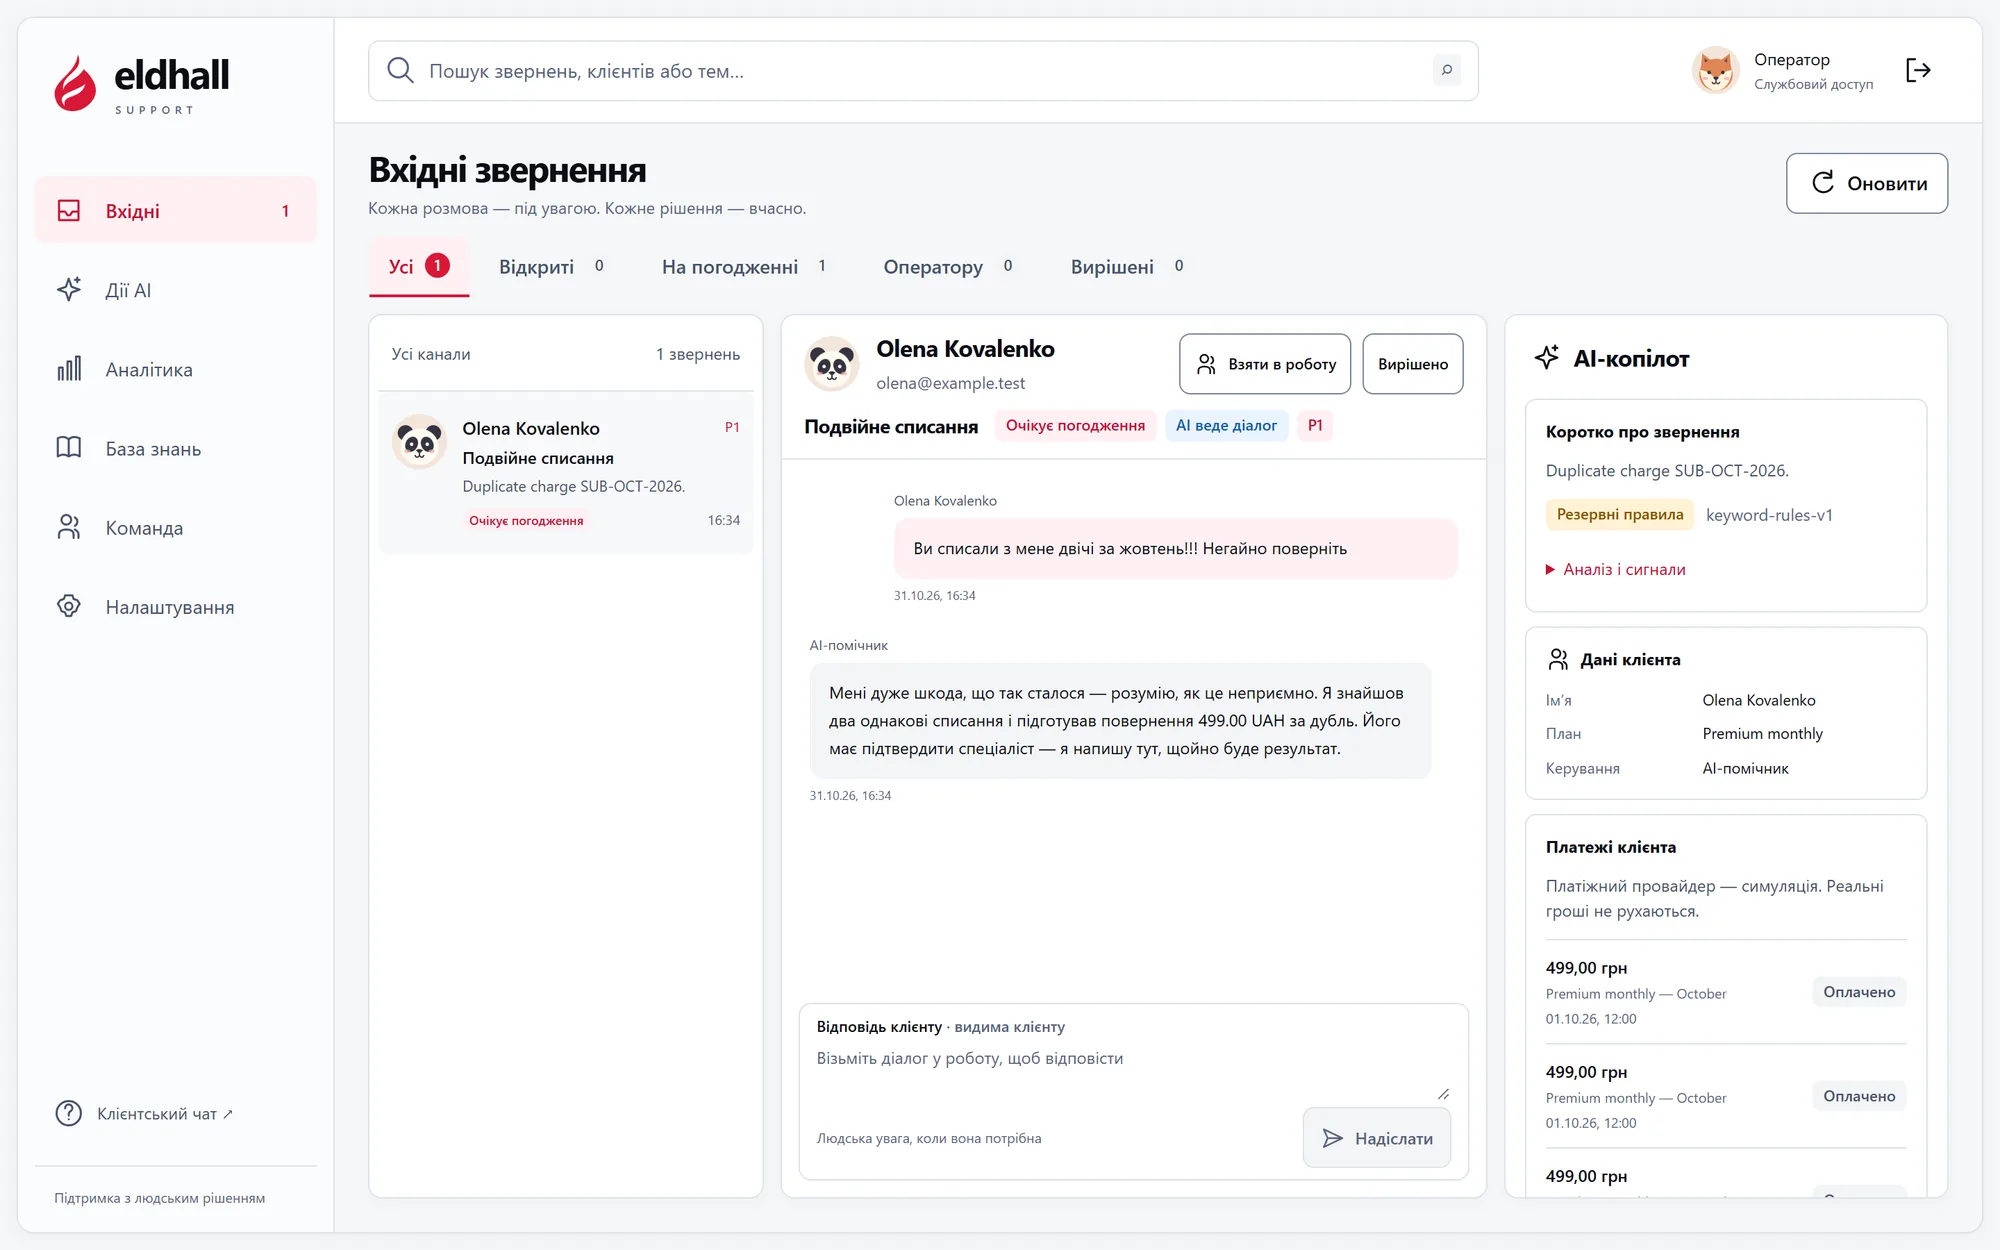 eldhall
SUPPORT
Вхідні 1
Дії AI
Аналітика
База знань
Команда
Налаштування
Клієнтський чат ↗
Підтримка з людським рішенням
Пошук звернень, клієнтів або тем...
Оператор
Службовий доступ
Вхідні звернення
Кожна розмова — під увагою. Кожне рішення — вчасно.
Оновити
Усі 1
Відкриті 0
На погодженні 1
Оператору 0
Вирішені 0
Усі канали 1 звернень
Olena Kovalenko P1
Подвійне списання
Duplicate charge SUB-OCT-2026.
Очікує погодження 16:34
Olena Kovalenko
olena@example.test
Взяти в роботу
Вирішено
Подвійне списання Очікує погодження AI веде діалог P1
Olena Kovalenko
Ви списали з мене двічі за жовтень!!! Негайно поверніть
31.10.26, 16:34
AI-помічник
Мені дуже шкода, що так сталося — розумію, як це неприємно. Я знайшов
два однакові списання і підготував повернення 499.00 UAH за дубль. Його
має підтвердити спеціаліст — я напишу тут, щойно буде результат.
31.10.26, 16:34
Відповідь клієнту · видима клієнту
Візьміть діалог у роботу, щоб відповісти
Людська увага, коли вона потрібна
Надіслати
AI-копілот
Коротко про звернення
Duplicate charge SUB-OCT-2026.
Резервні правила keyword-rules-v1
Аналіз і сигнали
Дані клієнта
Ім’я Olena Kovalenko
План Premium monthly
Керування AI-помічник
Платежі клієнта
Платіжний провайдер — симуляція. Реальні
гроші не рухаються.
499,00 грн
Premium monthly — October
01.10.26, 12:00
Оплачено
499,00 грн
Premium monthly — October
01.10.26, 12:00
Оплачено
499,00 грн